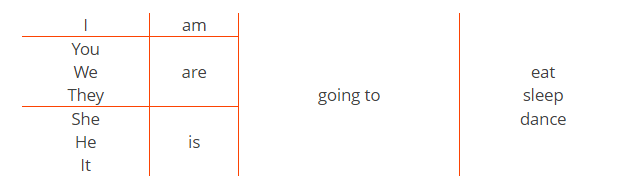 I am
You
We are eat
They going to sleep
She dance
He is
It